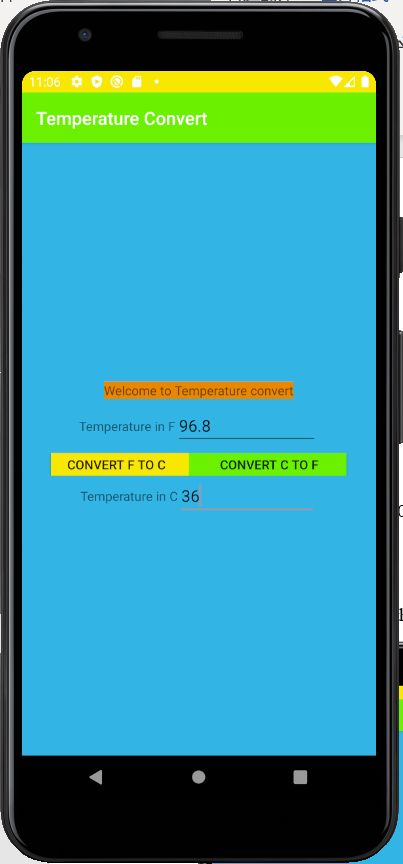 11:06
Temperature Convert
Welcome to Temperature convert
Temperature in F 96.8
CONVERT F TO C CONVERT C TO F
Temperature in C 36